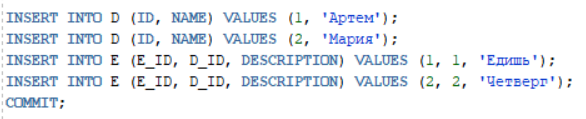 INSERT INTO D (ID, NAME) VALUES (1, 'Артем');
INSERT INTO D (ID, NAME) VALUES (2, 'Мария');
INSERT INTO E (E_ID, D_ID, DESCRIPTION) VALUES (1, 1, 'Едишь');
INSERT INTO E (E_ID, D_ID, DESCRIPTION) VALUES (2, 2, 'Четверг');
COMMIT;